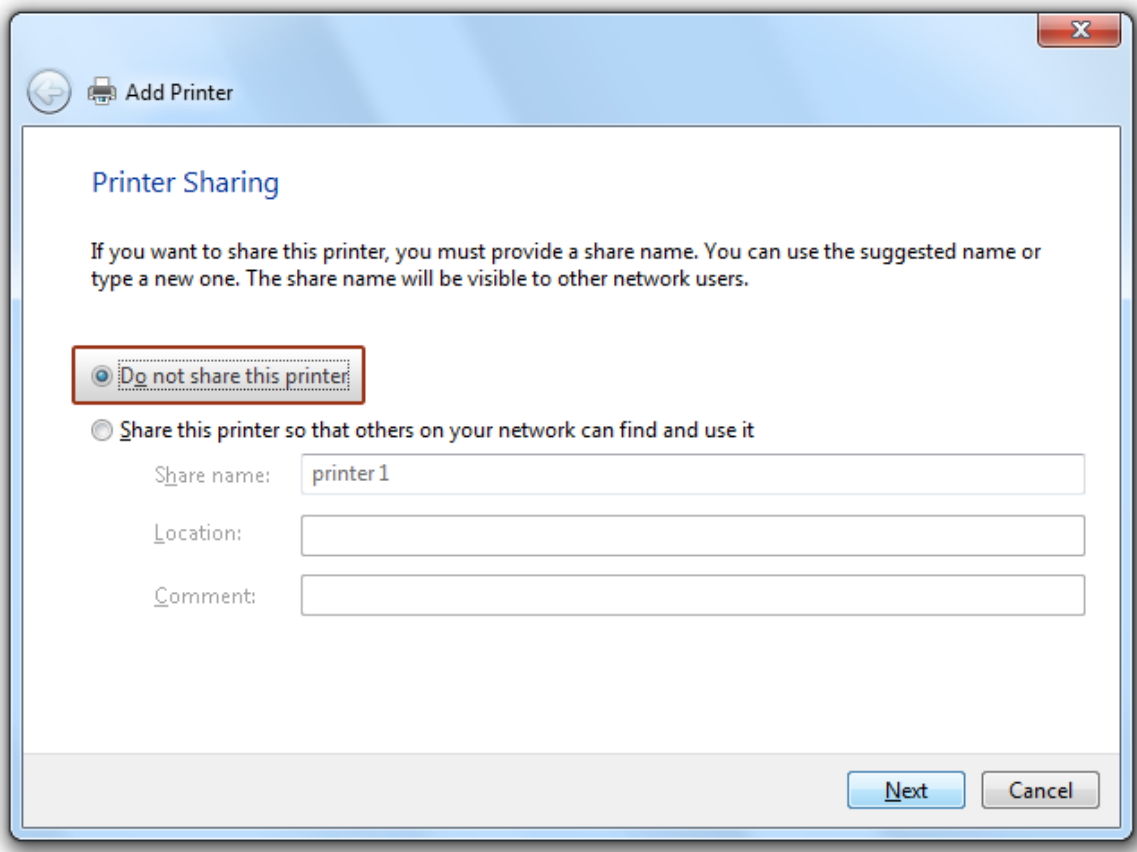 Add Printer
Printer Sharing
If you want to share this printer, you must provide a share name. You can use the suggested name or
type a new one. The share name will be visible to other network users.
Do not share this printer
Share this printer so that others on your network can find and use it
Share name: printer 1
Location:
Comment:
Next Cancel